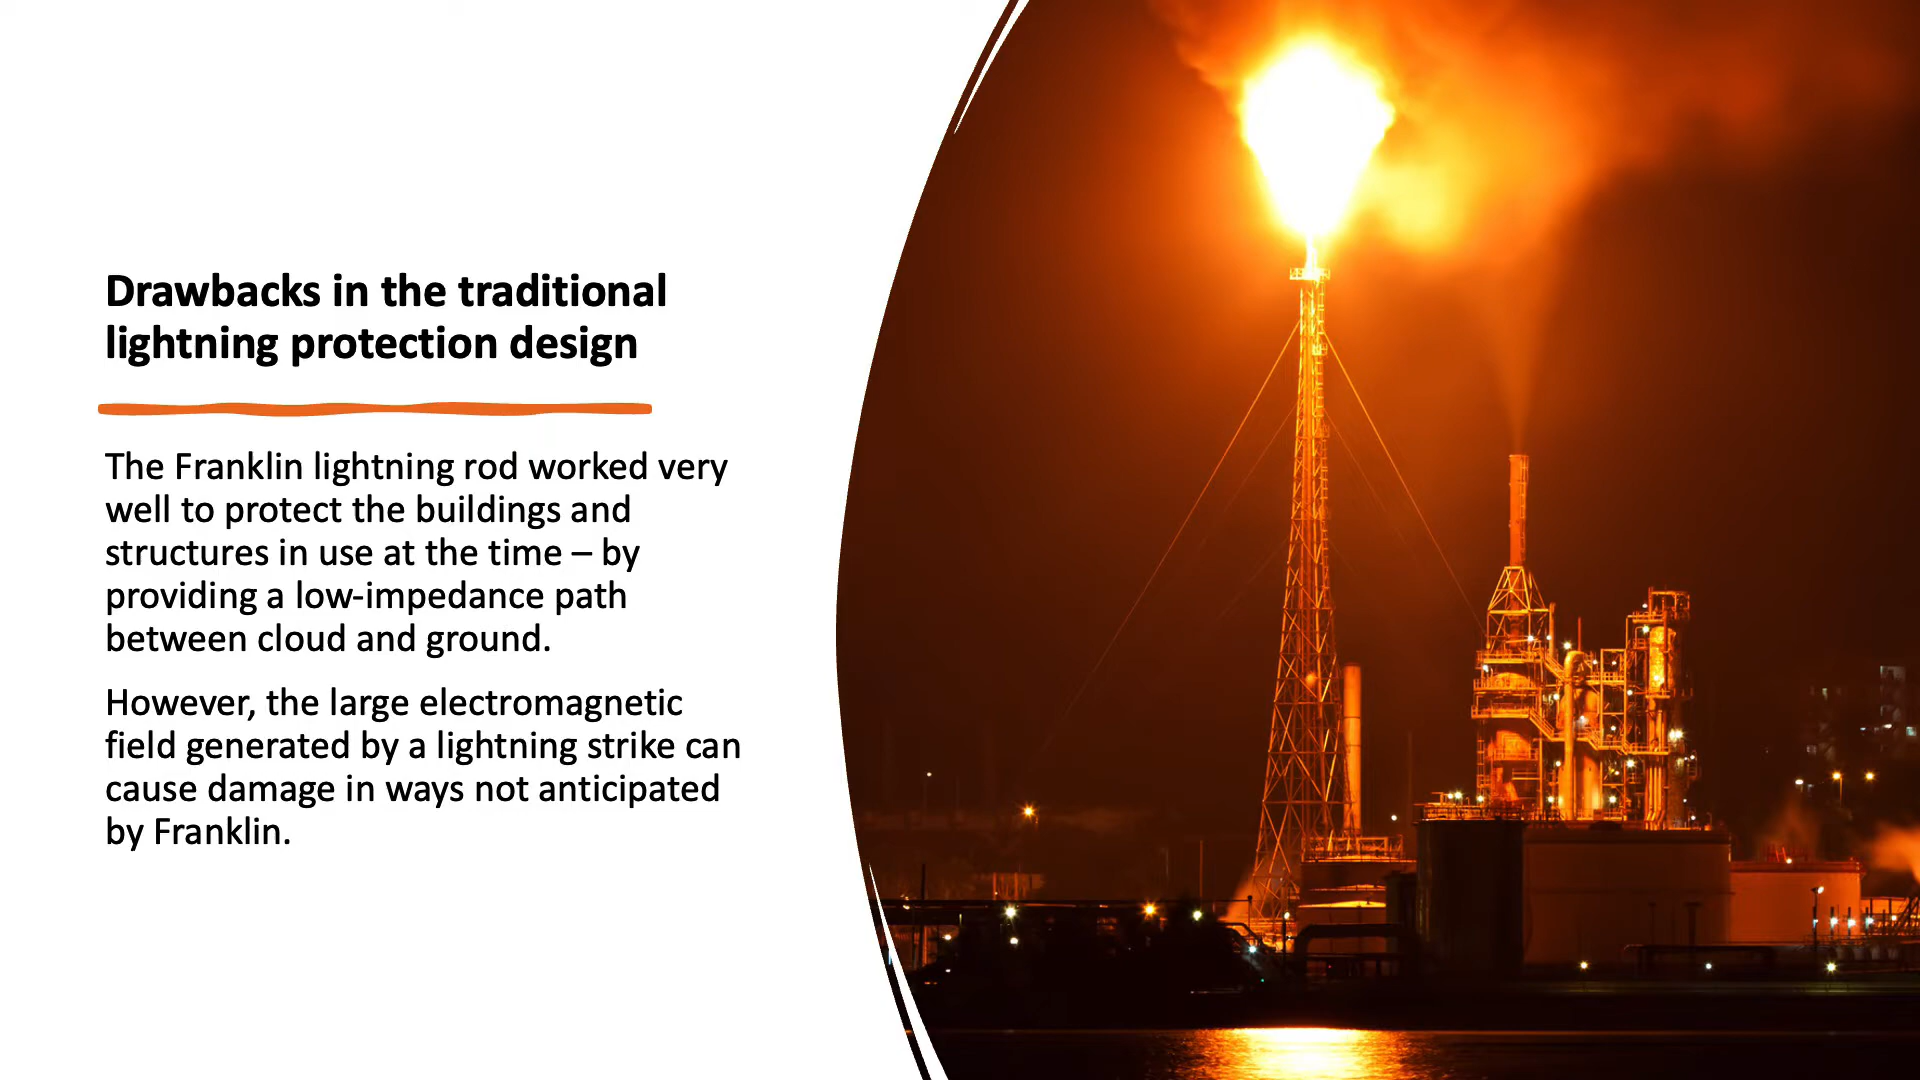 Drawbacks in the traditional
lightning protection design
The Franklin lightning rod worked very
well to protect the buildings and
structures in use at the time – by
providing a low-impedance path
between cloud and ground.
However, the large electromagnetic
field generated by a lightning strike can
cause damage in ways not anticipated
by Franklin.